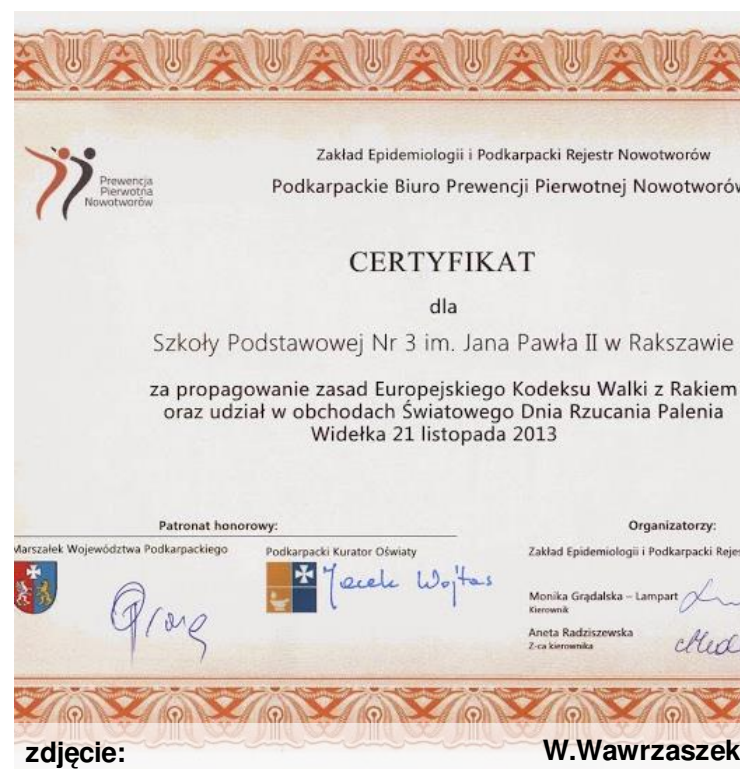 Prewencja
Pierwotna
Nowotworów
Zakład Epidemiologii i Podkarpacki Rejestr Nowotworów
Podkarpackie Biuro Prewencji Pierwotnej Nowotworów
CERTYFIKAT
dla
Szkoły Podstawowej Nr 3 im. Jana Pawła II w Rakszawie
za propagowanie zasad Europejskiego Kodeksu Walki z Rakiem
oraz udział w obchodach Światowego Dnia Rzucania Palenia
Widełka 21 listopada 2013
Patronat honorowy:
Marszałek Województwa Podkarpackiego
Podkarpacki Kurator Oświaty
Jacek Wojtas
Organizatorzy:
Zakład Epidemiologii i Podkarpacki Reje
Monika Grądalska – Lampart
Kierownik
Aneta Radziszewska
Z-ca kierownika
zdjęcie: W.Wawrzaszek